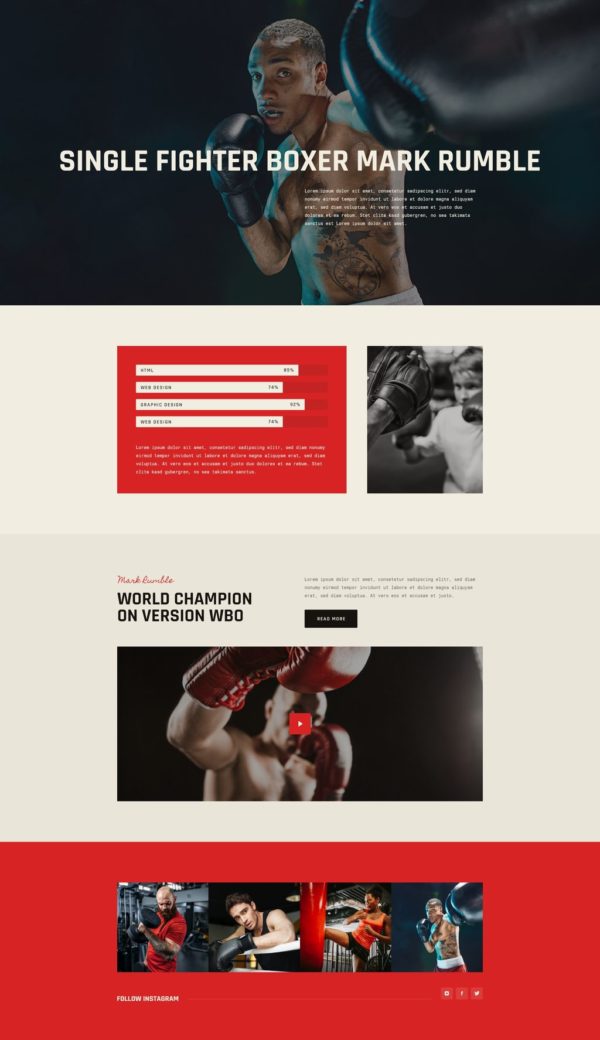 SINGLE FIGHTER BOXER MARK RUMBLE
Lorem ipsum dolor sit amet, consetetur sadipscing elitr, sed diam
nonumy eirmod tempor invidunt ut labore et dolore magna aliquyam
erat, sed diam voluptua. At vero eos et accusam et justo duo
dolores et ea rebum. Stet clita kasd gubergren, no sea takimata
sanctus est Lorem ipsum dolor sit amet.
HTML 85%
WEB DESIGN 74%
GRAPHIC DESIGN 92%
WEB DESIGN 74%
Lorem ipsum dolor sit amet, consetetur sadipscing elitr, sed diam nonumy
eirmod tempor invidunt ut labore et dolore magna aliquyam erat, sed diam
voluptua. At vero eos et accusam et justo duo dolores et ea rebum. Stet
clita kasd gubergren, no sea takimata sanctus.
Mark Rumble
WORLD CHAMPION
ON VERSION WBO
Lorem ipsum dolor sit amet, consetetur sadipscing elitr, sed diam
nonumy eirmod tempor invidunt ut labore et dolore magna aliquyam
erat, sed diam voluptua. At vero eos et accusam et justo.
READ MORE
FOLLOW INSTAGRAM